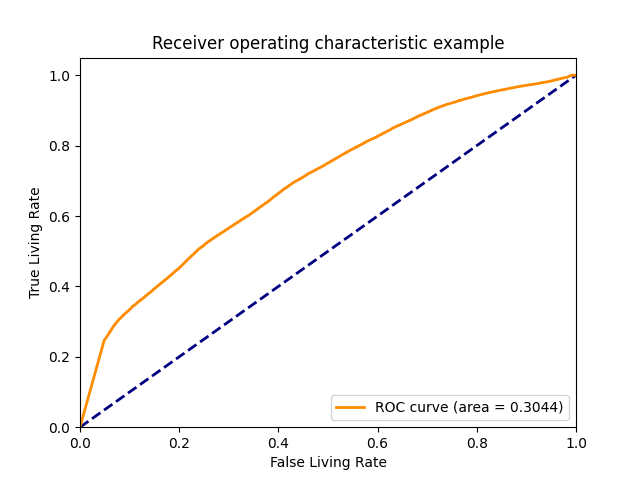 Receiver operating characteristic example
True Living Rate
1.0
0.8
0.6
0.4
0.2
0.0
ROC curve (area = 0.3044)
0.0 0.2 0.4 0.6 0.8 1.0
False Living Rate